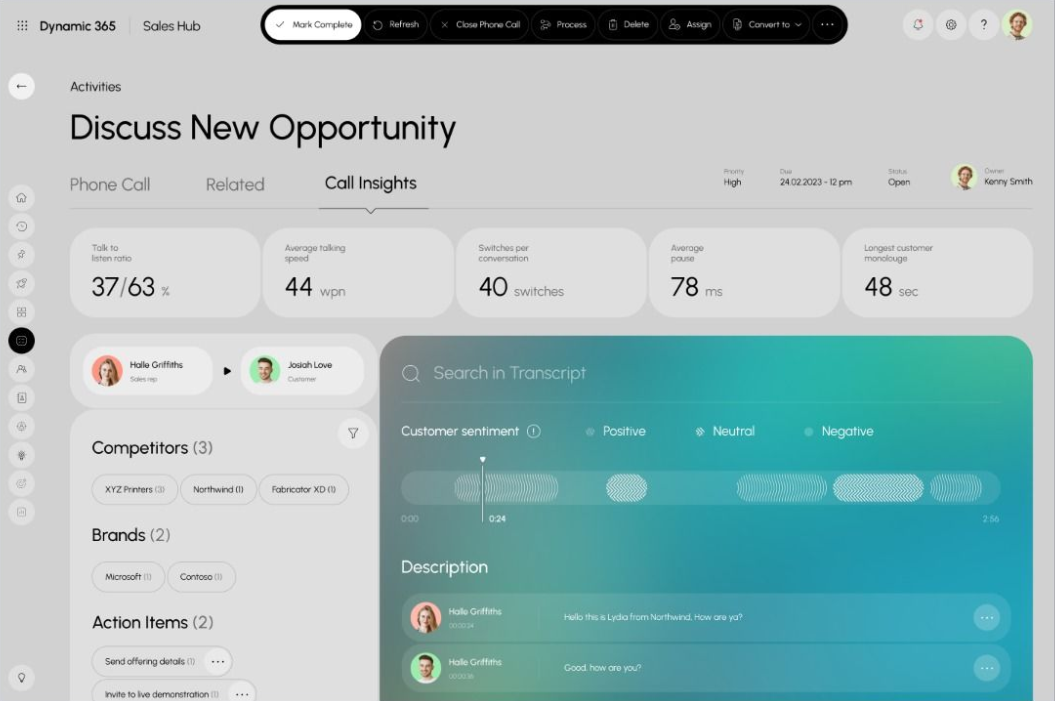 Dynamic 365
Sales Hub
Mark Complete
Refresh
Close Phone Call
Process
Delete
Assign
Convert to
?
Activities
Discuss New Opportunity
Phone Call
Related
Call Insights
Priority
High
Due
24.02.2023 - 12 pm
Status
Open
Owner
Kenny Smith
Talk to
listen ratio
37/63 %
Average talking
speed
44 wpn
Switches per
conversation
40 switches
Average
pause
78 ms
Longest customer
monolouge
48 sec
Halle Griffiths
Sales rep
Josiah Love
Customer
Search in Transcript
Customer sentiment
Positive
Neutral
Negative
0:00
0:24
2:56
Competitors (3)
XYZ Printers (3)
Northwind (1)
Fabricator XD (1)
Brands (2)
Microsoft (1)
Contoso (1)
Action Items (2)
Send offering details (1)
Invite to live demonstration (1)
Description
Halle Griffiths
00:00:24
Hello this is Lydia from Northwind, How are ya?
Halle Griffiths
Good. how are you?